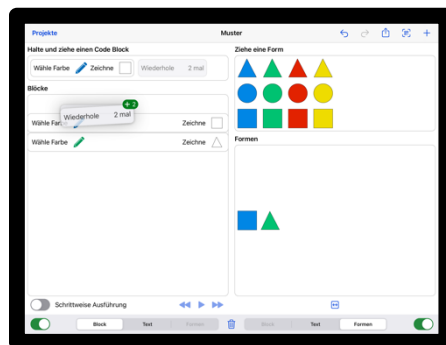 Projekte
Muster
Halte und ziehe einen Code Block
Ziehe eine Form
Wähle Farbe Zeichne
Wiederhole 2 mal
Blöcke
+ 2
Wiederhole 2 mal
Wähle Zeichne
Wähle Farbe Zeichne
Formen
Schrittweise Ausführung
Block Text Formen
Block Text Formen